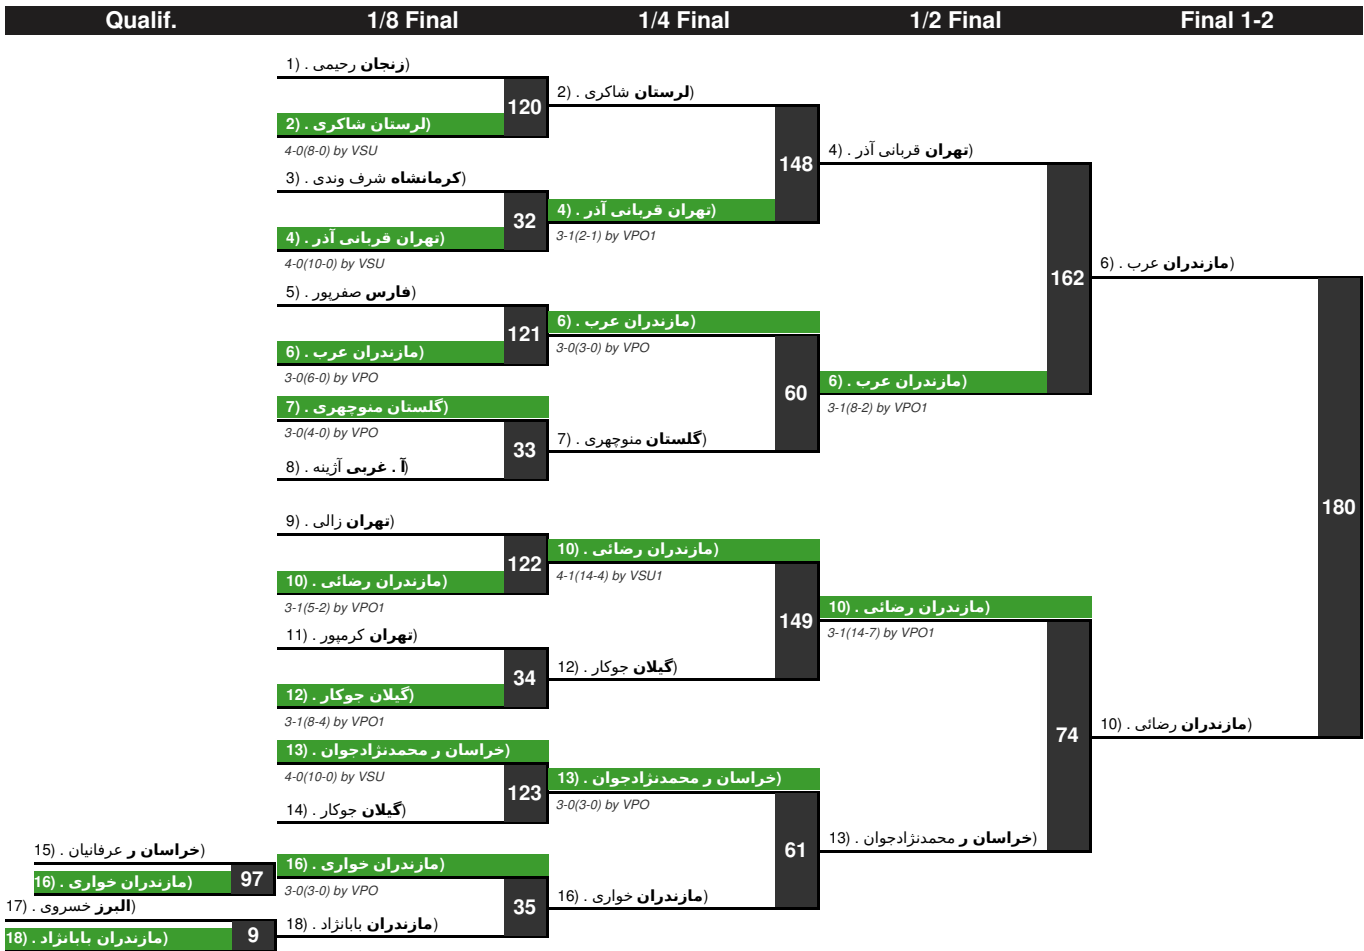 Qualif. 1/8 Final 1/4 Final 1/2 Final Final 1-2
1) . زنجان رحیمی)
120
2) . لرستان شاکری)
4-0(8-0) by VSU
3) . کرمانشاه شرف وندی)
32
4) . تهران قربانی آذر)
4-0(10-0) by VSU
5) . فارس صفرپور)
121
6) . مازندران عرب)
3-0(6-0) by VPO
7) . گلستان منوچهری)
3-0(4-0) by VPO
33
8) . آ . غربی آژینه)
9) . تهران زالی)
122
10) . مازندران رضائی)
3-1(5-2) by VPO1
11) . تهران کرمپور)
34
12) . گیلان جوکار)
3-1(8-4) by VPO1
13) . خراسان ر محمدنژادجوان)
4-0(10-0) by VSU
123
14) . گیلان جوکار)
15) . خراسان ر عرفانیان)
97
16) . مازندران خواری)
17) . البرز خسروی)
9
18) . مازندران بابانژاد)
16) . مازندران خواری)
3-0(3-0) by VPO
35
18) . مازندران بابانژاد)
2) . لرستان شاکری)
148
4) . تهران قربانی آذر)
3-1(2-1) by VPO1
6) . مازندران عرب)
3-0(3-0) by VPO
60
7) . گلستان منوچهری)
10) . مازندران رضائی)
4-1(14-4) by VSU1
149
12) . گیلان جوکار)
13) . خراسان ر محمدنژادجوان)
3-0(3-0) by VPO
61
16) . مازندران خواری)
4) . تهران قربانی آذر)
162
6) . مازندران عرب)
3-1(8-2) by VPO1
10) . مازندران رضائی)
3-1(14-7) by VPO1
74
13) . خراسان ر محمدنژادجوان)
6) . مازندران عرب)
180
10) . مازندران رضائی)